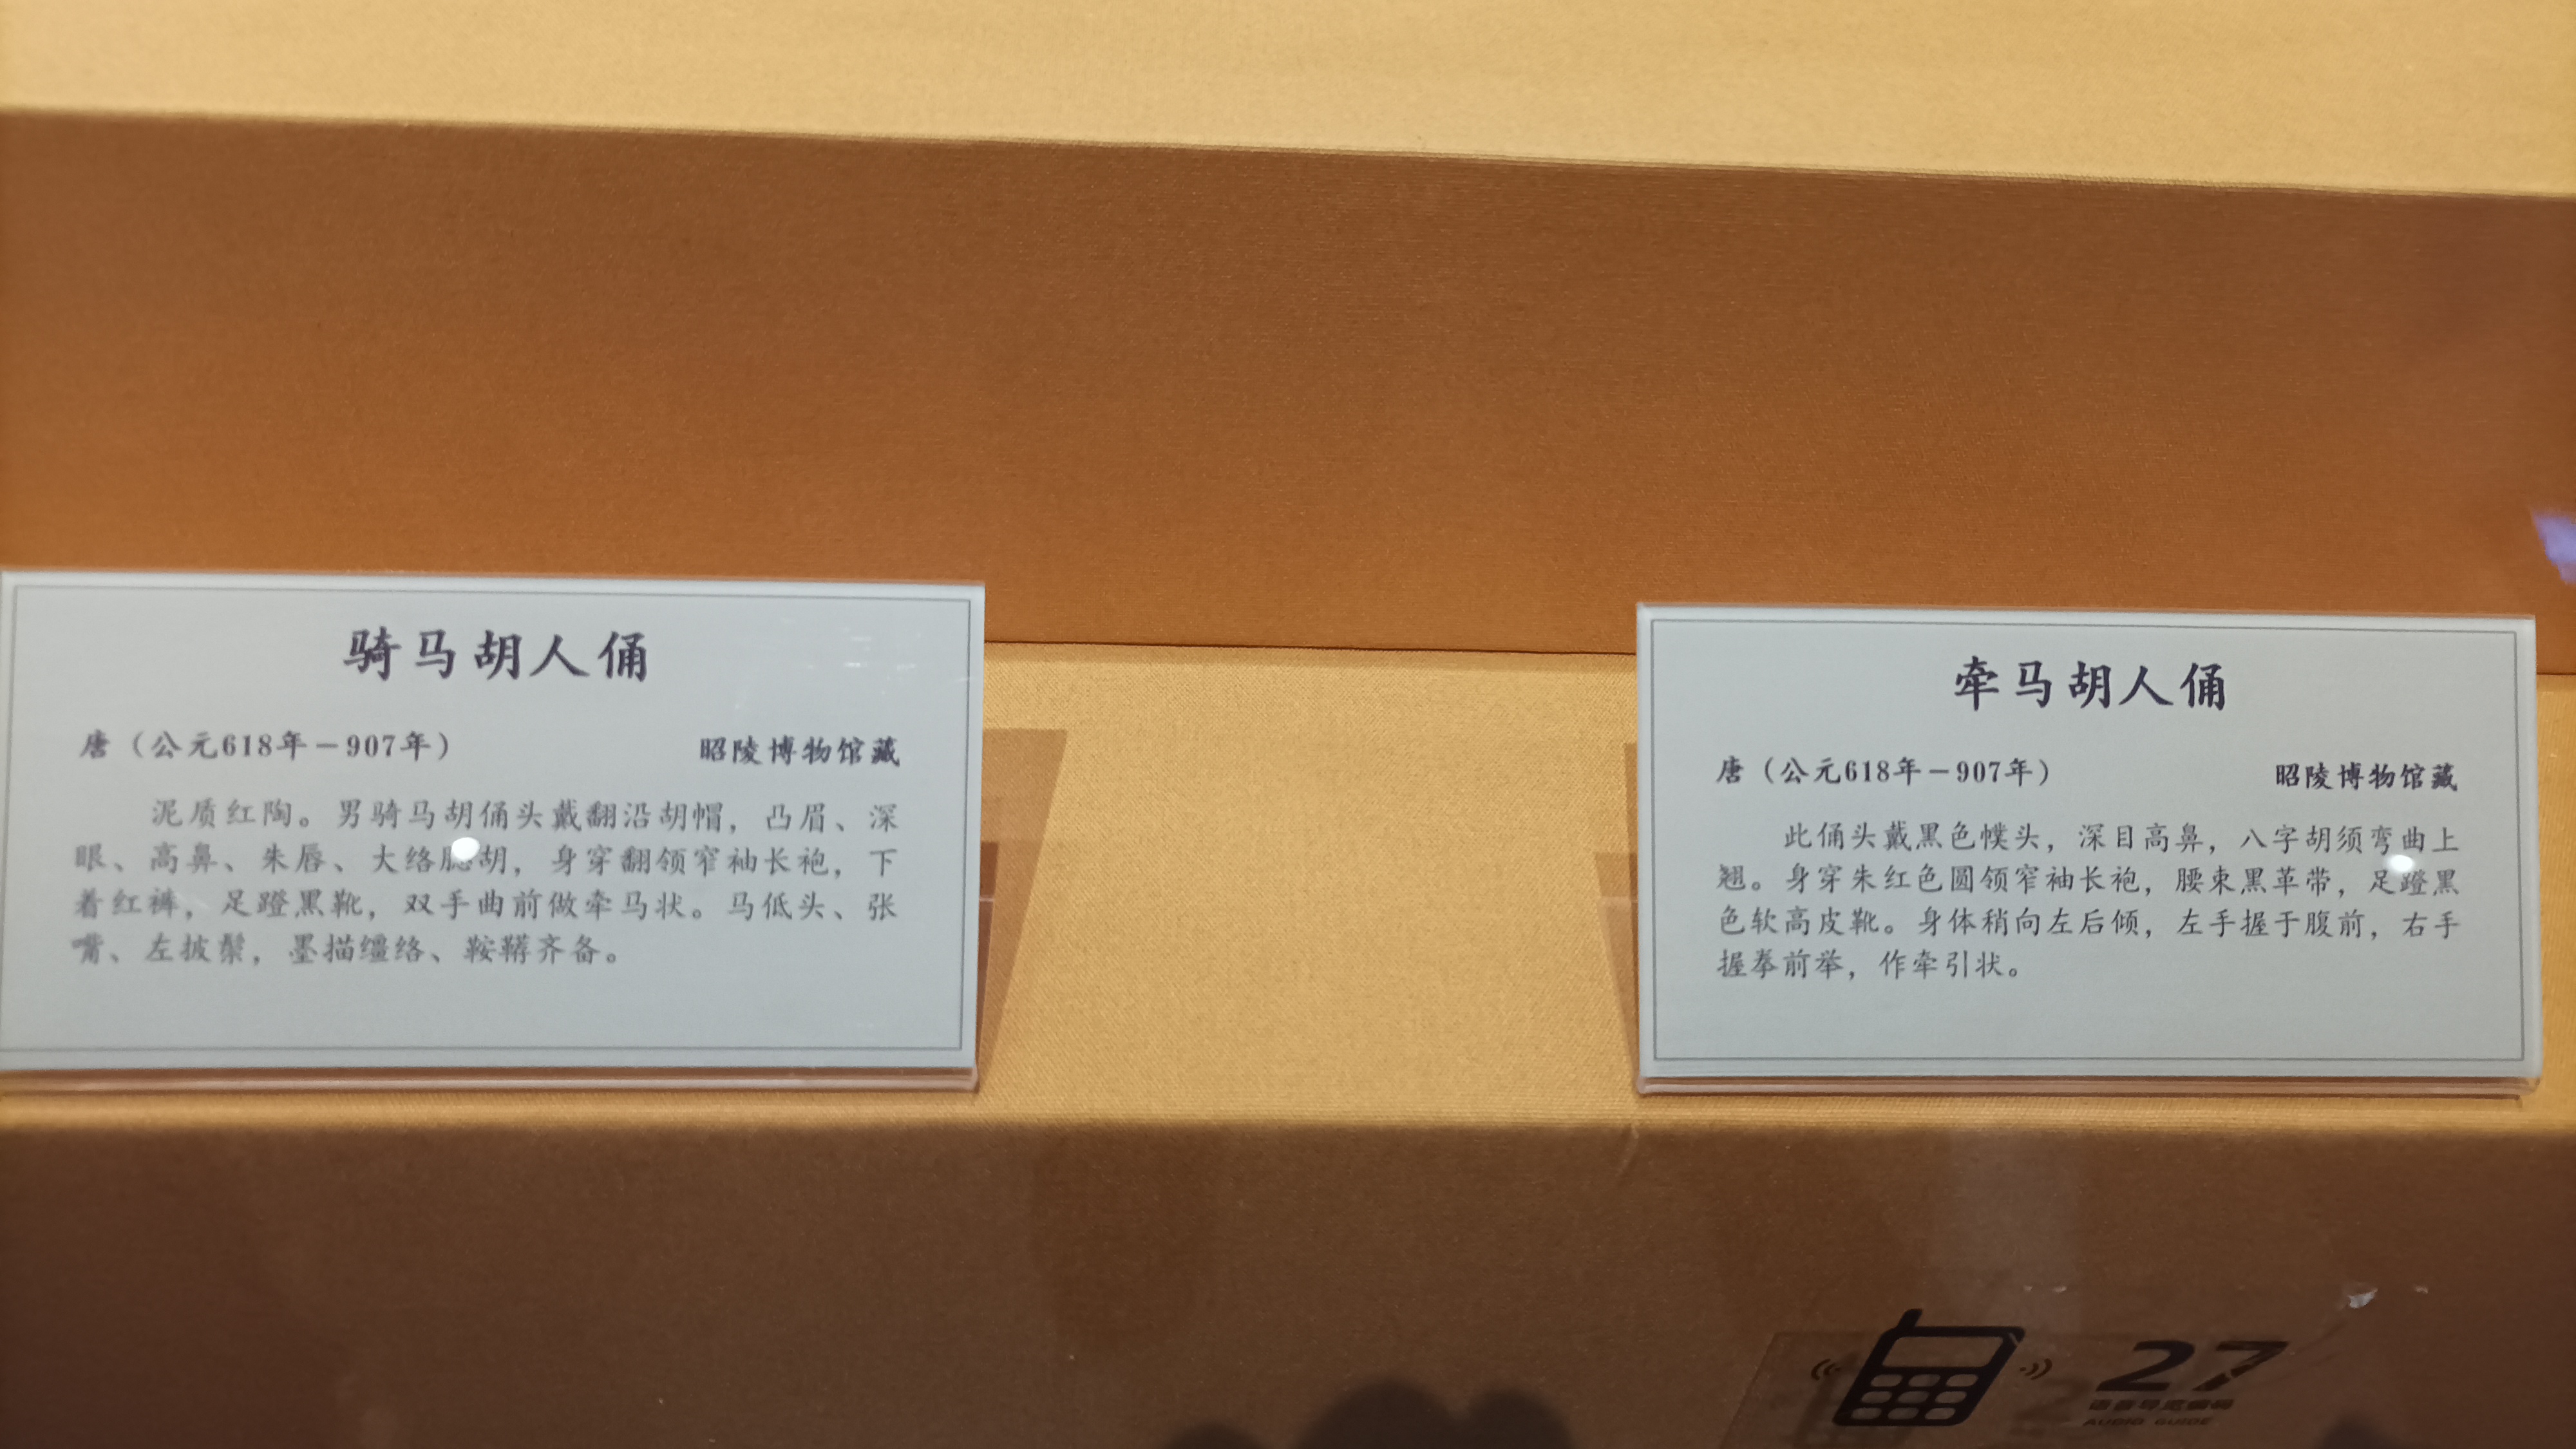 骑马胡人俑
唐（公元618年－907年）
昭陵博物馆藏
泥质红陶。男骑马胡俑头戴翻沿胡帽，凸眉、深
眼、高鼻、朱唇、大络腮胡，身穿翻领窄袖长袍，下
着红裤，足蹬黑靴，双手曲前做牵马状。马低头、张
嘴、左披鬃，墨描缰络、鞍鞯齐备。
牵马胡人俑
唐（公元618年－907年）
昭陵博物馆藏
此俑头戴黑色幞头，深目高鼻，八字胡须弯曲上
翘。身穿朱红色圆领窄袖长袍，腰束黑革带，足蹬黑
色软高皮靴。身体稍向左后倾，左手握于腹前，右手
握拳前举，作牵引状。
27
语音导览编码
AUDIO GUIDE